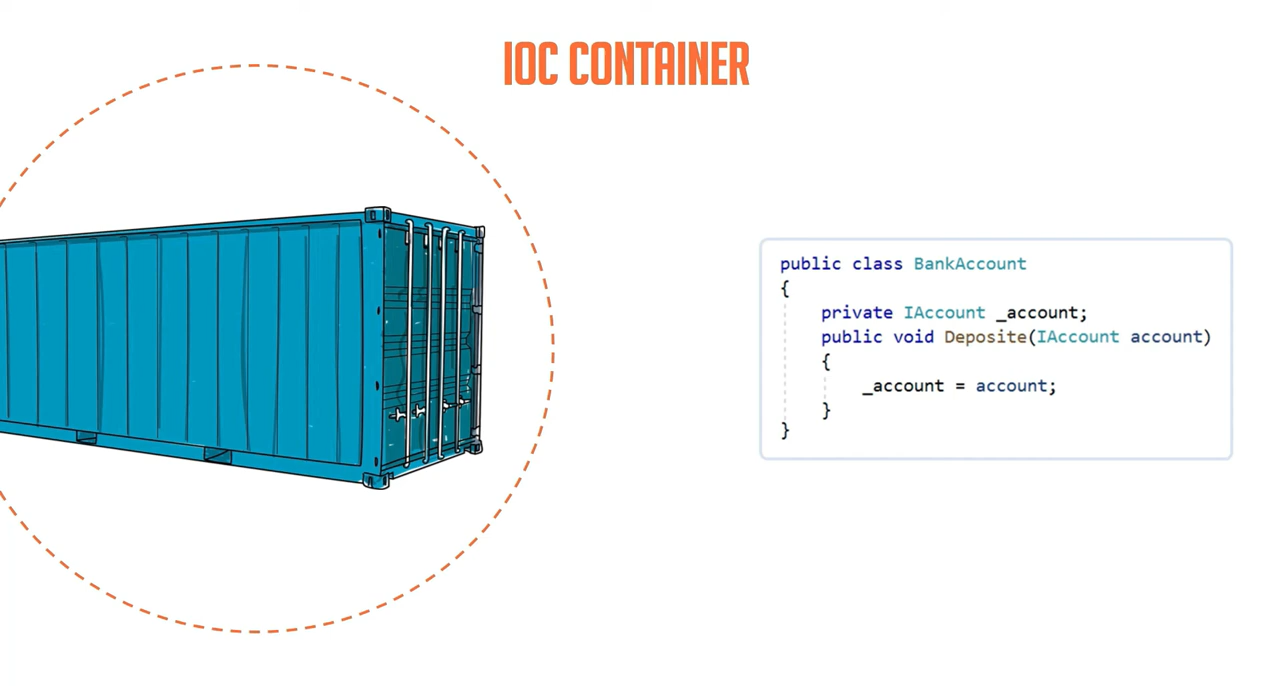 IOC CONTAINER
public class BankAccount
{
private IAccount _account;
public void Deposite(IAccount account)
{
_account = account;
}
}